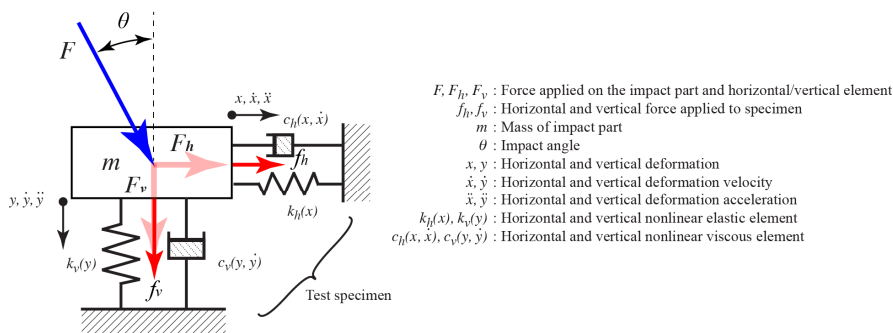 θ
F
x, ẋ, ẍ
c_h(x, ẋ)
m
F_h
f_h
F_v
k_h(x)
y, ẏ, ÿ
k_v(y)
f_v
c_v(y, ẏ)
Test specimen
F, F_h, F_v : Force applied on the impact part and horizontal/vertical element
f_h, f_v : Horizontal and vertical force applied to specimen
m : Mass of impact part
θ : Impact angle
x, y : Horizontal and vertical deformation
ẋ, ẏ : Horizontal and vertical deformation velocity
ẍ, ÿ : Horizontal and vertical deformation acceleration
k_h(x), k_v(y) : Horizontal and vertical nonlinear elastic element
c_h(x, ẋ), c_v(y, ẏ) : Horizontal and vertical nonlinear viscous element